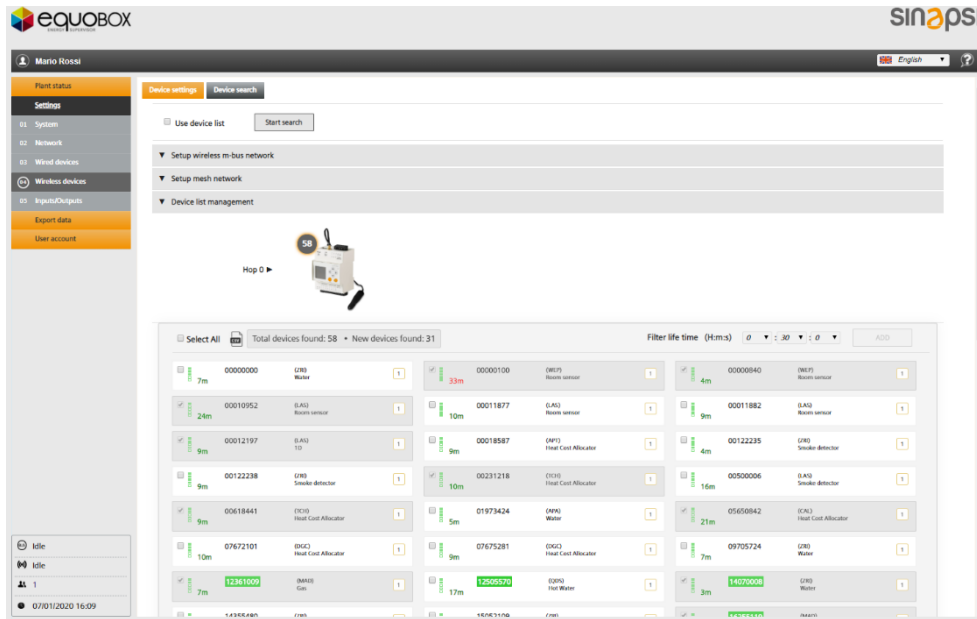 equobox
ENERGY SUPERVISOR
sinaps
Mario Rossi
English
?
Plant status
Settings
01 System
02 Network
03 Wired devices
04 Wireless devices
05 Inputs/Outputs
Export data
User account
Device settings Device search
Use device list Start search
▼ Setup wireless m-bus network
▼ Setup mesh network
▼ Device list management
58
Hop 0 ►
Select All Total devices found: 58 • New devices found: 31 Filter life time (H:m:s) 0 ▼ : 30 ▼ : 0 ▼ ADD
7m 00000000 (ZRI) Water 1
33m 00000100 (WEP) Room sensor 1
4m 00000840 (WEP) Room sensor 1
24m 00010952 (LAS) Room sensor 1
10m 00011877 (LAS) Room sensor 1
9m 00011882 (LAS) Room sensor 1
9m 00012197 (LAS) TO 1
9m 00018587 (APT) Heat Cost Allocator 1
4m 00122235 (ZRI) Smoke detector 1
9m 00122238 (ZRI) Smoke detector 1
10m 00231218 (TCH) Heat Cost Allocator 1
16m 00500006 (LAS) Smoke detector 1
9m 00618441 (TCH) Heat Cost Allocator 1
5m 01973424 (APA) Water 1
21m 05650842 (CAL) Heat Cost Allocator 1
10m 07672101 (DGC) Heat Cost Allocator 1
9m 07675281 (DGC) Heat Cost Allocator 1
7m 09705724 (ZRI) Water 1
7m 12361009 (MAD) Gas 1
17m 12505570 (QDS) Hot Water 1
3m 14070008 (ZRI) Water 1
14355480 (ZRI)
15052109 (ZRI)
(MAD)
Idle
Idle
1
07/01/2020 16:09